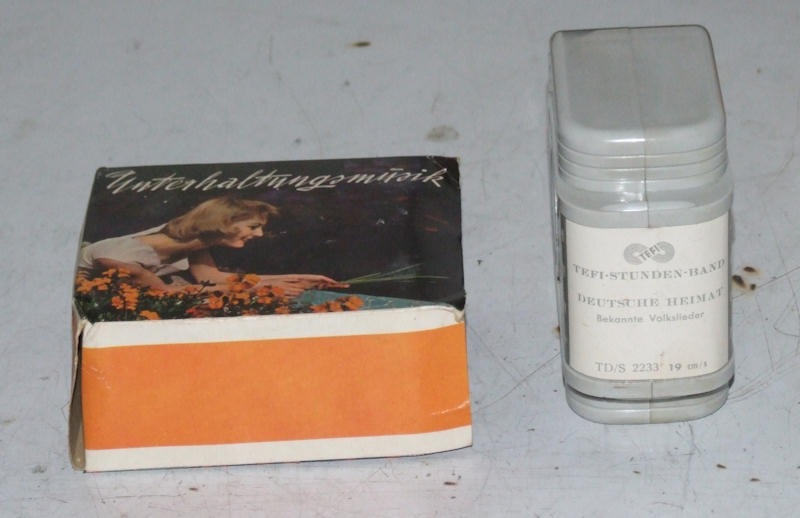 Unterhaltungsmusik
TEFI
TEFI-STUNDEN-BAND
DEUTSCHE HEIMAT
Bekannte Volkslieder
TD/S 2233 19 cm/s